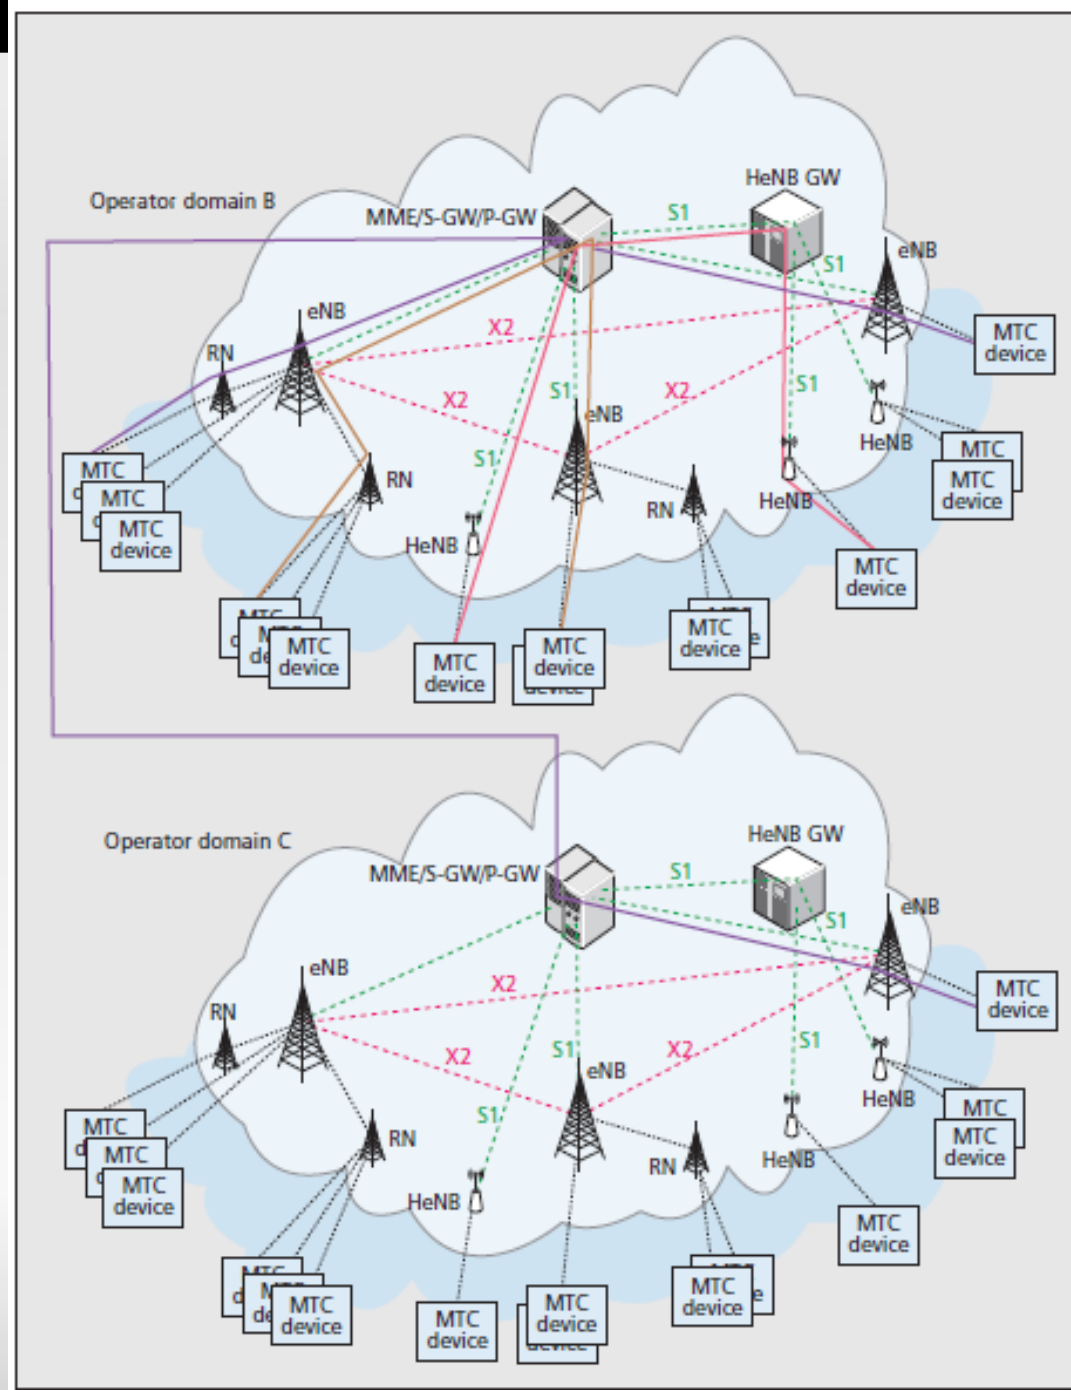 Operator domain B
HeNB GW
MME/S-GW/P-GW
S1
eNB
S1
eNB
X2
MTC
device
RN
S1
X2
S1
X2
eNB
HeNB
MTC
MTC
device
S1
MTC
MTC
MTC
device
RN
RN
HeNB
HeNB
MTC
device
MTC
MTC
device
MTC
device
MTC
device
device
MTC
device
Operator domain C
HeNB GW
MME/S-GW/P-GW
S1
eNB
S1
eNB
X2
MTC
device
RN
S1
X2
S1
X2
eNB
HeNB
MTC
MTC
device
S1
MTC
MTC
MTC
device
RN
RN
HeNB
HeNB
MTC
device
MTC
MTC
device
MTC
device
MTC
device
MTC
device